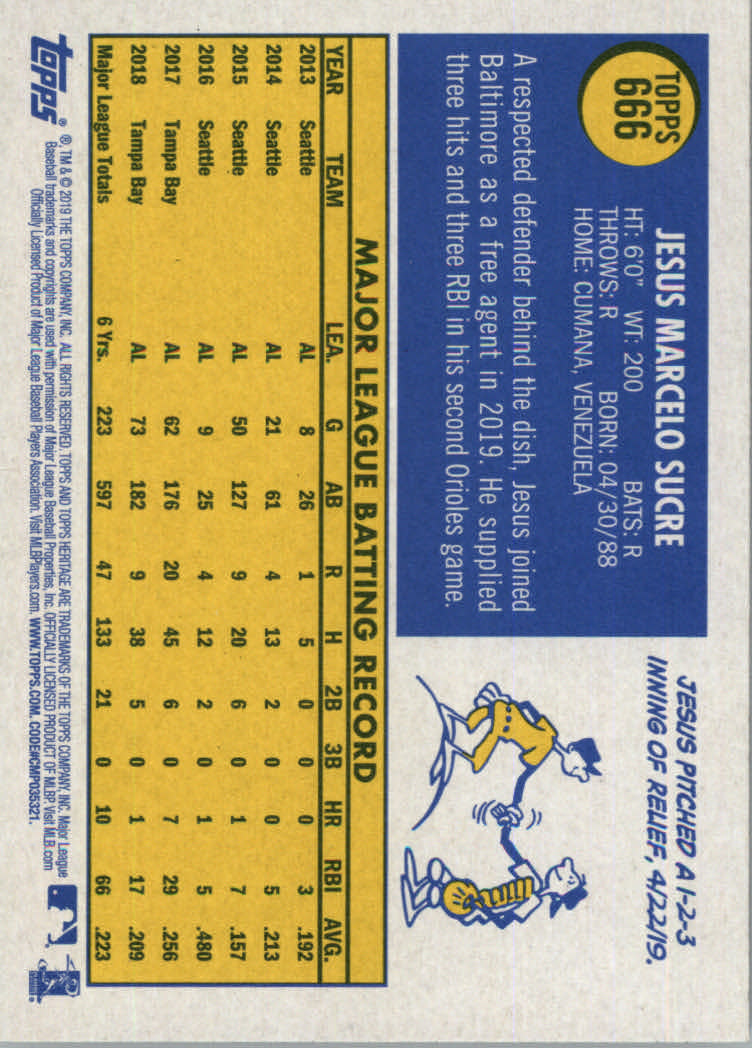 TOPPS
666
JESUS MARCELO SUCRE
HT: 6'0" WT: 200 BATS: R
THROWS: R BORN: 04/30/88
HOME: CUMANA, VENEZUELA
A respected defender behind the dish, Jesus joined
Baltimore as a free agent in 2019. He supplied
three hits and three RBI in his second Orioles game.
JESUS PITCHED A 1-2-3
INNING OF RELIEF, 4/22/19.
MAJOR LEAGUE BATTING RECORD
YEAR TEAM LEA. G AB R H 2B 3B HR RBI AVG.
2013 Seattle AL 8 26 1 5 0 0 0 3 .192
2014 Seattle AL 21 61 4 13 2 0 0 5 .213
2015 Seattle AL 50 127 9 20 6 0 1 7 .157
2016 Seattle AL 9 25 4 12 2 0 1 5 .480
2017 Tampa Bay AL 62 176 20 45 6 0 7 29 .256
2018 Tampa Bay AL 73 182 9 38 5 0 1 17 .209
Major League Totals 6 Yrs. 223 597 47 133 21 0 10 66 .223
topps®
®, TM & © 2019 THE TOPPS COMPANY, INC. ALL RIGHTS RESERVED. TOPPS AND TOPPS HERITAGE ARE TRADEMARKS OF THE TOPPS COMPANY, INC. Major League
Baseball trademarks and copyrights are used with permission of Major League Baseball Properties, Inc. OFFICIALLY LICENSED PRODUCT OF MLBP. Visit MLB.com
Officially Licensed Product of Major League Baseball Players Association. Visit MLBPlayers.com. WWW.TOPPS.COM. CODE#CMP035321.